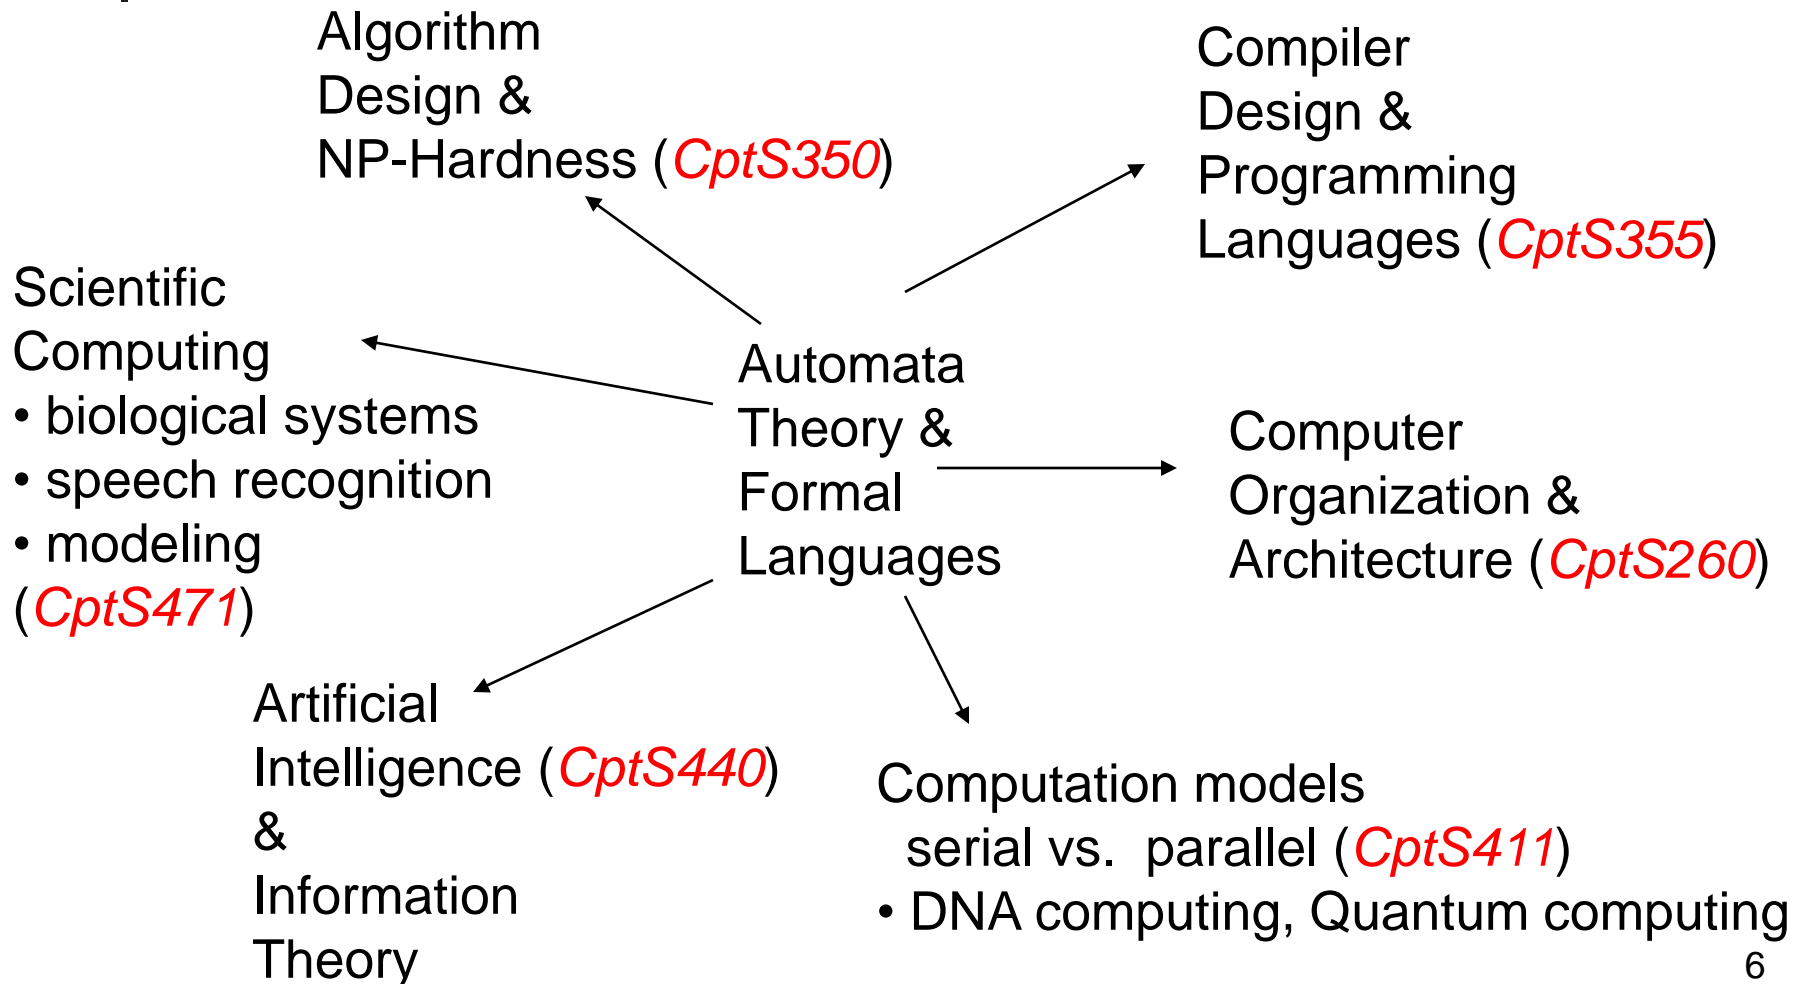 Algorithm
Design &
NP-Hardness (CptS350)
Compiler
Design &
Programming
Languages (CptS355)
Scientific
Computing
• biological systems
• speech recognition
• modeling
(CptS471)
Automata
Theory &
Formal
Languages
Computer
Organization &
Architecture (CptS260)
Artificial
Intelligence (CptS440)
&
Information
Theory
Computation models
serial vs. parallel (CptS411)
• DNA computing, Quantum computing
6